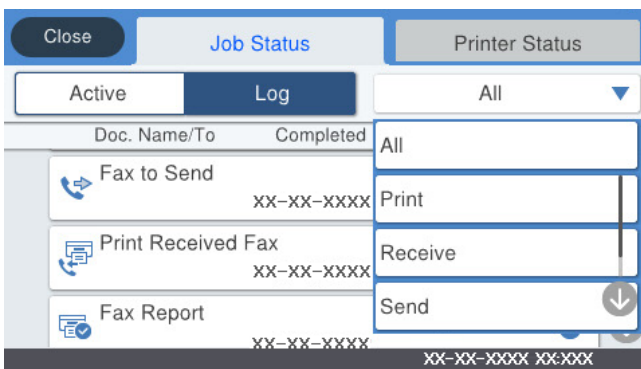 Close
Job Status
Printer Status
Active
Log
All
Doc. Name/To
Completed
All
Fax to Send
XX-XX-XXXX
Print
Print Received Fax
XX-XX-XXXX
Receive
Fax Report
XX-XX-XXXX
Send
XX-XX-XXXX XX:XXX